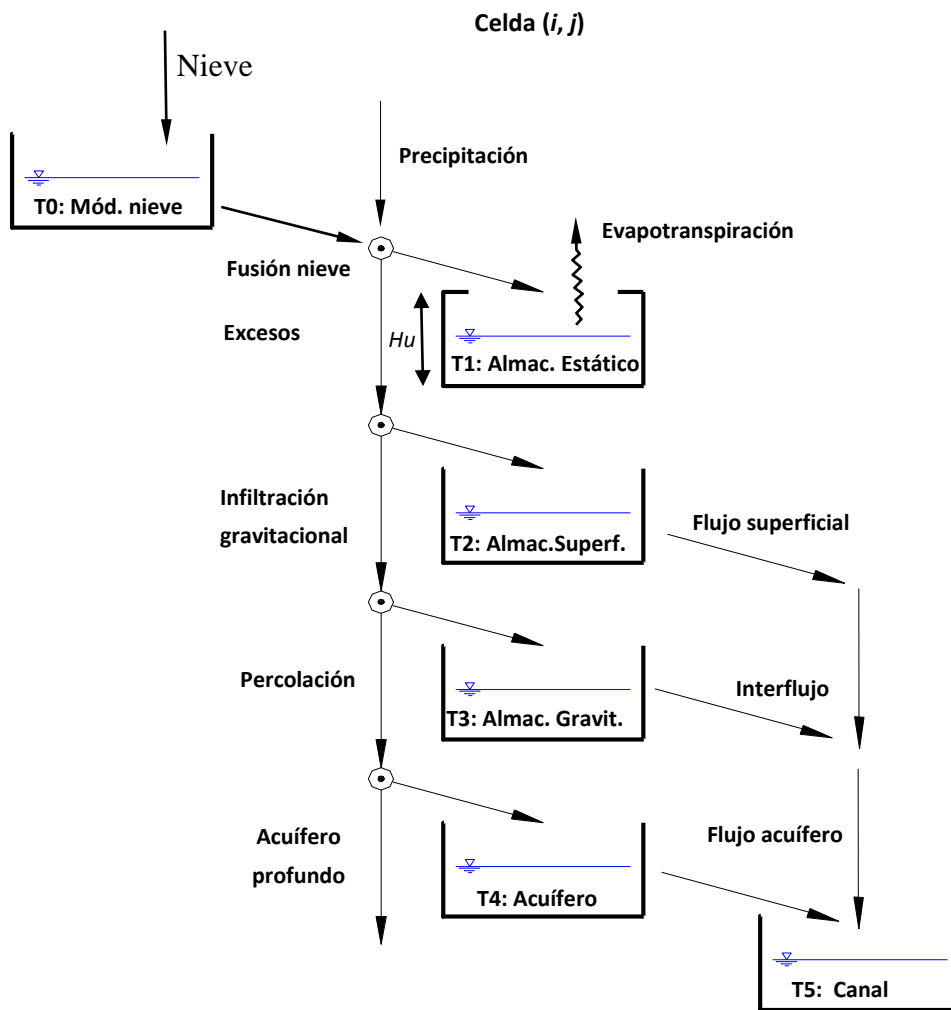 Celda (i, j)
Nieve
Precipitación
T0: Mód. nieve
Evapotranspiración
Fusión nieve
Excesos
Hu
T1: Almac. Estático
Infiltración
gravitacional
Flujo superficial
T2: Almac.Superf.
Percolación
Interflujo
T3: Almac. Gravit.
Acuífero
profundo
Flujo acuífero
T4: Acuífero
T5: Canal